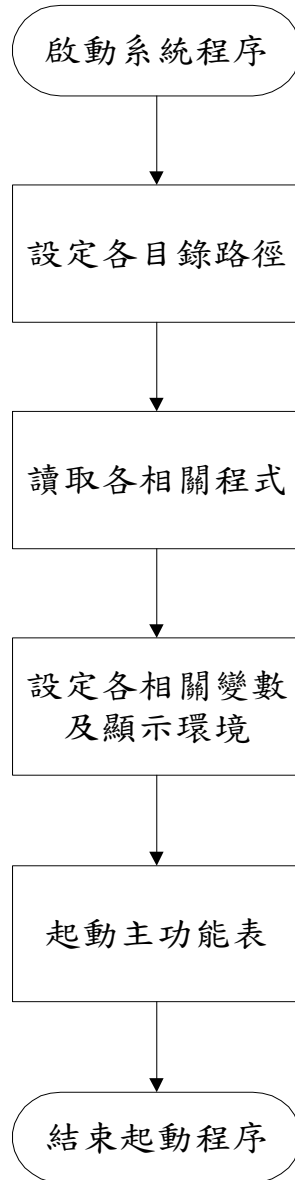 啟動系統程序
設定各目錄路徑
讀取各相關程式
設定各相關變數
及顯示環境
起動主功能表
結束起動程序